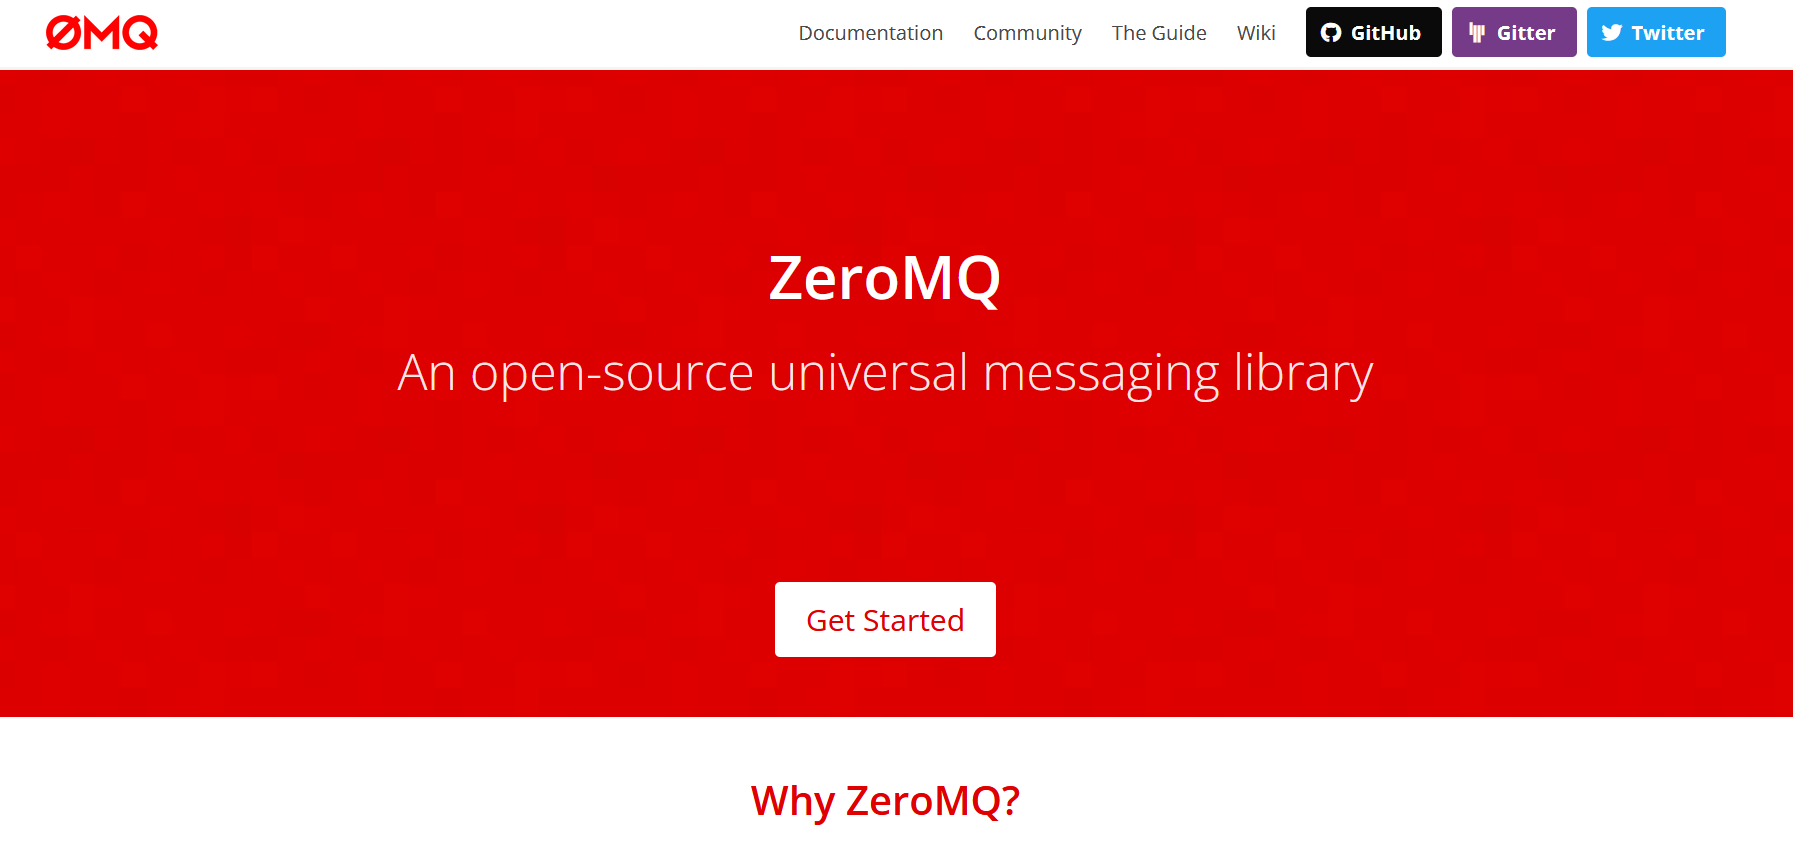 ØMQ
Documentation Community The Guide Wiki GitHub Gitter Twitter
ZeroMQ
An open-source universal messaging library
Get Started
Why ZeroMQ?